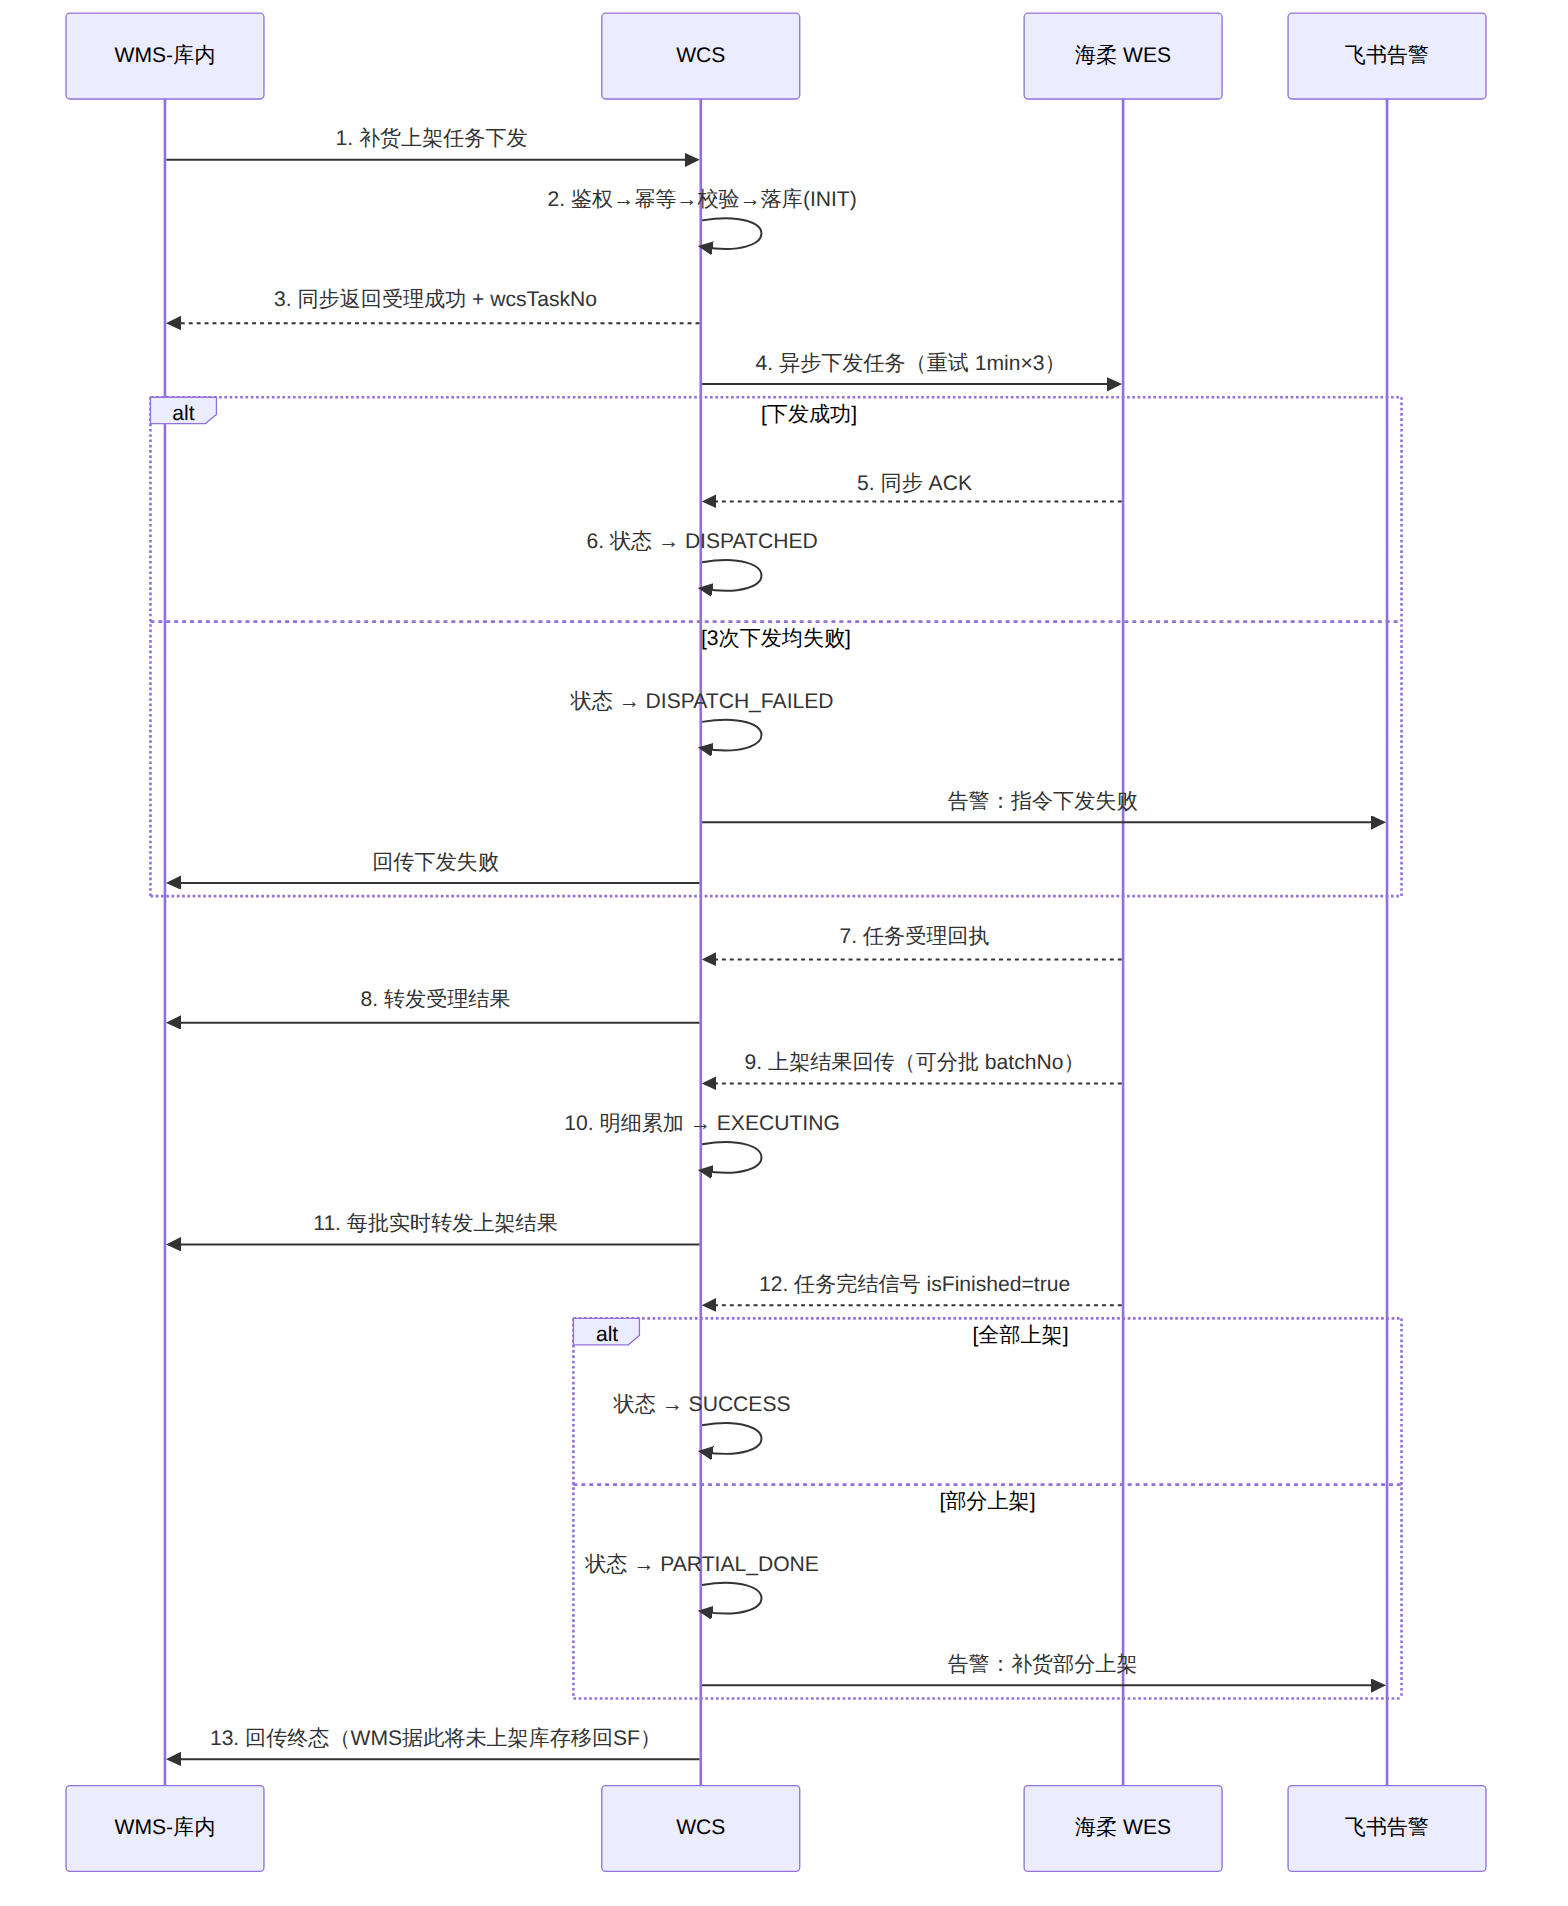 WMS-库内
WCS
海柔 WES
飞书告警
1. 补货上架任务下发
2. 鉴权→幂等→校验→落库(INIT)
3. 同步返回受理成功 + wcsTaskNo
4. 异步下发任务（重试 1min×3）
alt
[下发成功]
5. 同步 ACK
6. 状态 → DISPATCHED
[3次下发均失败]
状态 → DISPATCH_FAILED
告警：指令下发失败
回传下发失败
7. 任务受理回执
8. 转发受理结果
9. 上架结果回传（可分批 batchNo）
10. 明细累加 → EXECUTING
11. 每批实时转发上架结果
12. 任务完结信号 isFinished=true
alt
[全部上架]
状态 → SUCCESS
[部分上架]
状态 → PARTIAL_DONE
告警：补货部分上架
13. 回传终态（WMS据此将未上架库存移回SF）
WMS-库内
WCS
海柔 WES
飞书告警